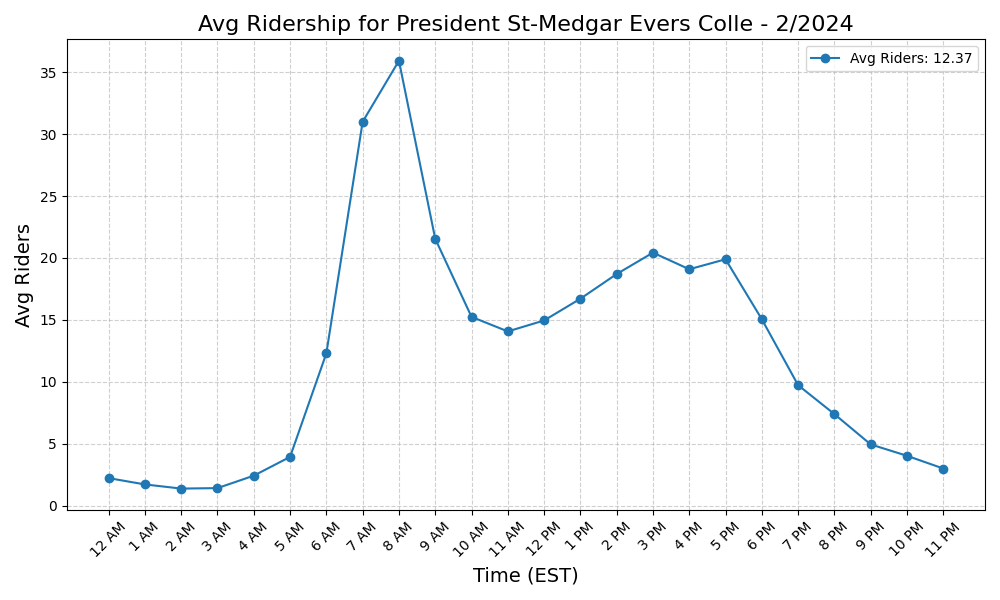 Avg Ridership for President St-Medgar Evers Colle - 2/2024
Avg Riders: 12.37
Avg Riders
35
30
25
20
15
10
5
0
12 AM
1 AM
2 AM
3 AM
4 AM
5 AM
6 AM
7 AM
8 AM
9 AM
10 AM
11 AM
12 PM
1 PM
2 PM
3 PM
4 PM
5 PM
6 PM
7 PM
8 PM
9 PM
10 PM
11 PM
Time (EST)